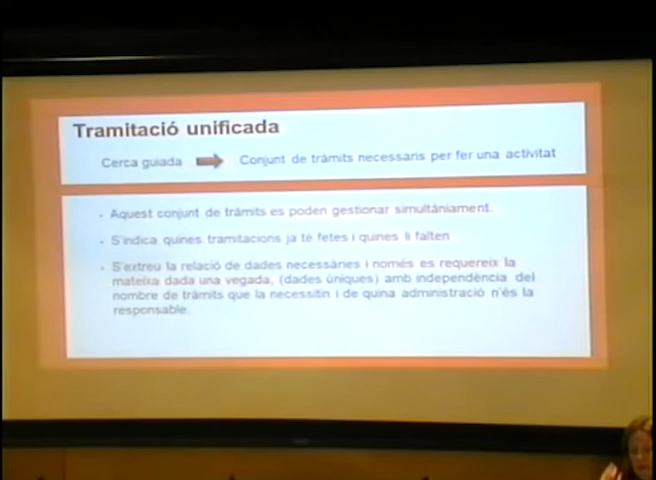 Tramitació unificada
Cerca guiada Conjunt de tràmits necessaris per fer una activitat
Aquest conjunt de tràmits es poden gestionar simultàniament.
S'indica quines tramitacions ja té fetes i quines li falten
S'extreu la relació de dades necessàries i només es requereix la
mateixa dada una vegada, (dades úniques) amb independència del
nombre de tràmits que la necessitin i de quina administració n'és la
responsable.